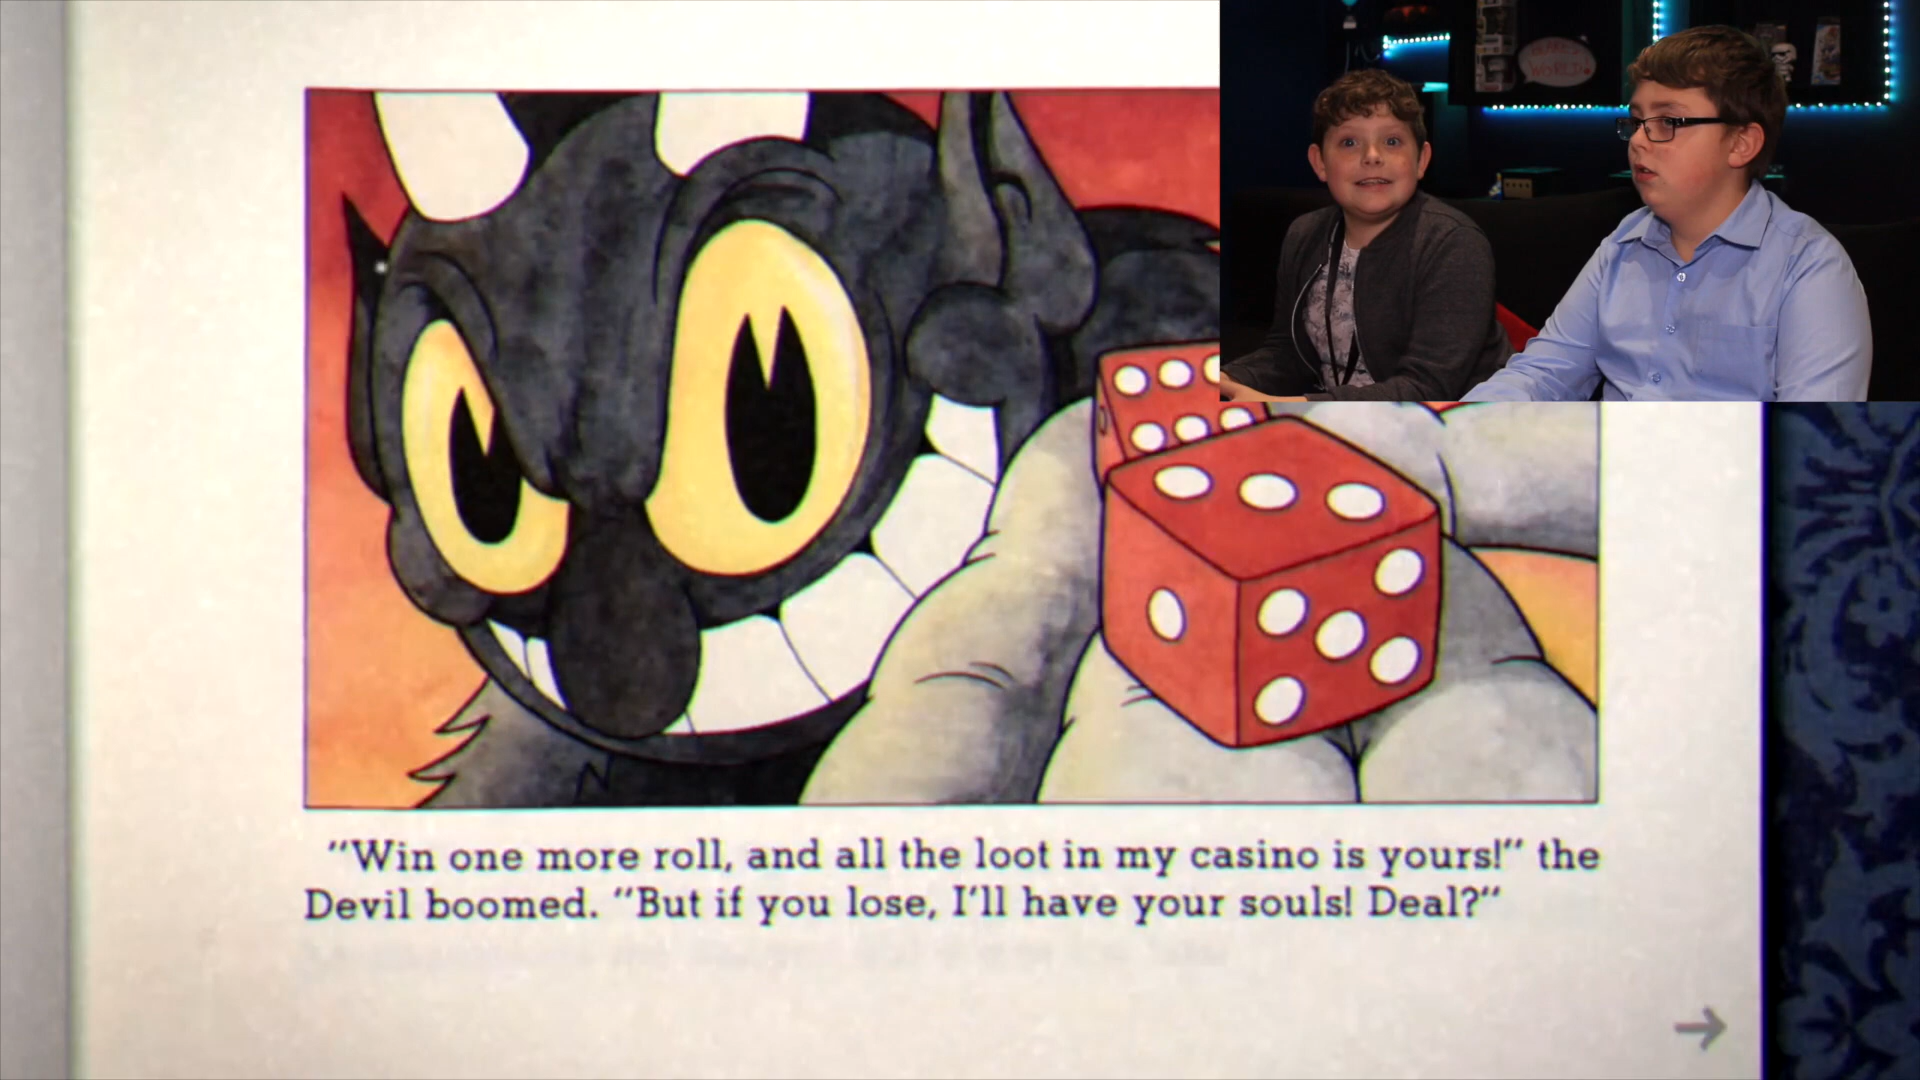 “Win one more roll, and all the loot in my casino is yours!” the
Devil boomed. “But if you lose, I’ll have your souls! Deal?”
WORLD!